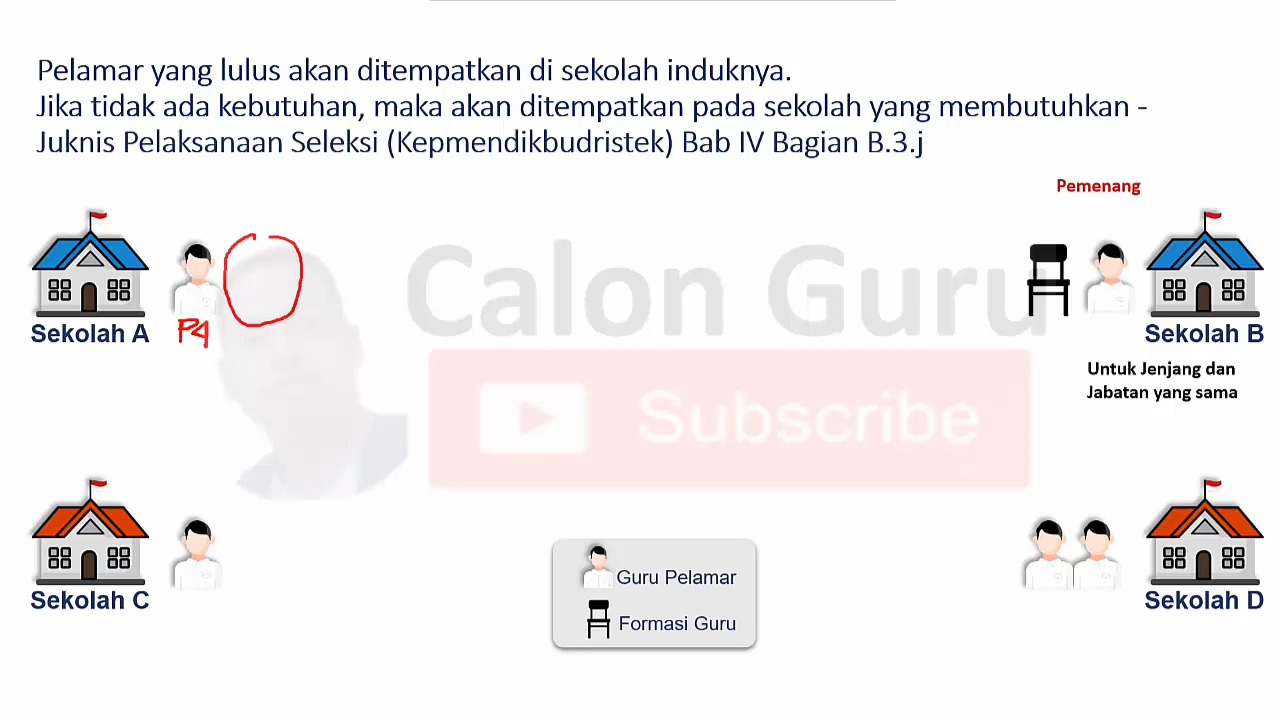 Pelamar yang lulus akan ditempatkan di sekolah induknya.
Jika tidak ada kebutuhan, maka akan ditempatkan pada sekolah yang membutuhkan -
Juknis Pelaksanaan Seleksi (Kepmendikbudristek) Bab IV Bagian B.3.j
Pemenang
Calon Guru
Sekolah A
P4
Sekolah B
Untuk Jenjang dan
Jabatan yang sama
Subscribe
Guru Pelamar
Formasi Guru
Sekolah C
Sekolah D